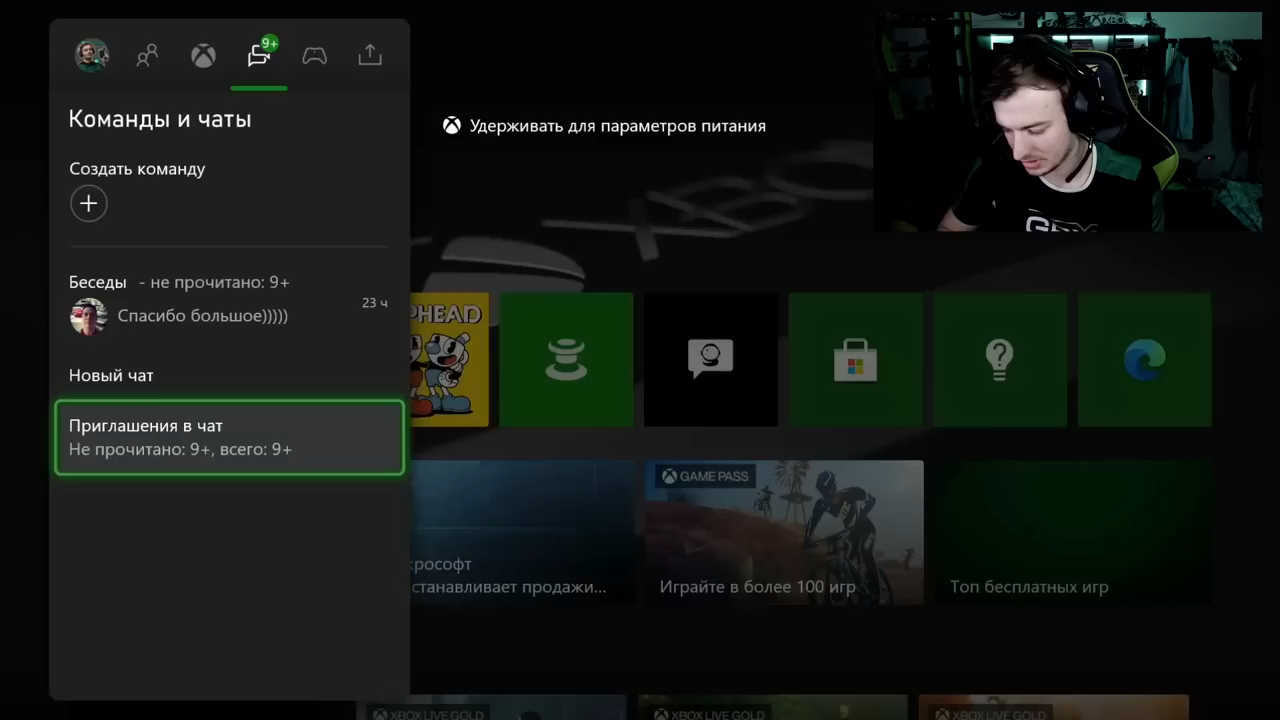 9+
Команды и чаты
Создать команду
Беседы - не прочитано: 9+
Спасибо большое)))))
23 ч
Новый чат
Приглашения в чат
Не прочитано: 9+, всего: 9+
Удерживать для параметров питания
XBOX
PHEAD
крософт
станавливает продажи...
GAME PASS
Играйте в более 100 игр
Топ бесплатных игр
XBOX LIVE GOLD
XBOX LIVE GOLD
XBOX LIVE GOLD